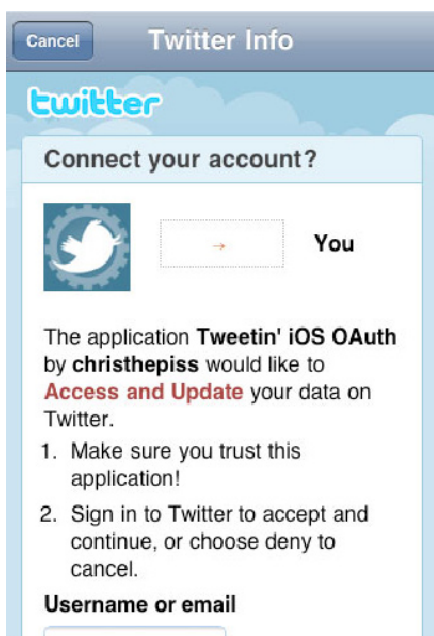 Cancel Twitter Info
twitter
Connect your account?
→ You
The application Tweetin' iOS OAuth
by christhepiss would like to
Access and Update your data on
Twitter.
1. Make sure you trust this
application!
2. Sign in to Twitter to accept and
continue, or choose deny to
cancel.
Username or email